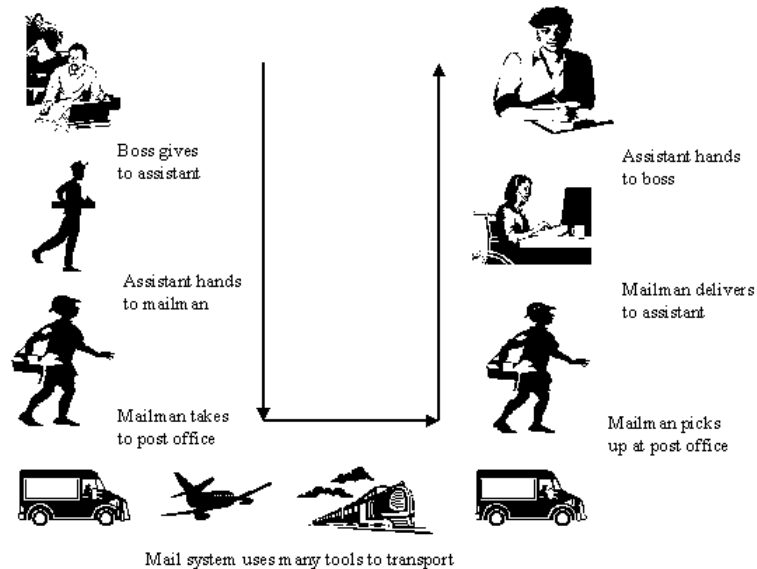 Boss gives
to assistant
Assistant hands
to mailman
Mailman takes
to post office
Assistant hands
to boss
Mailman delivers
to assistant
Mailman picks
up at post office
Mail system uses many tools to transport